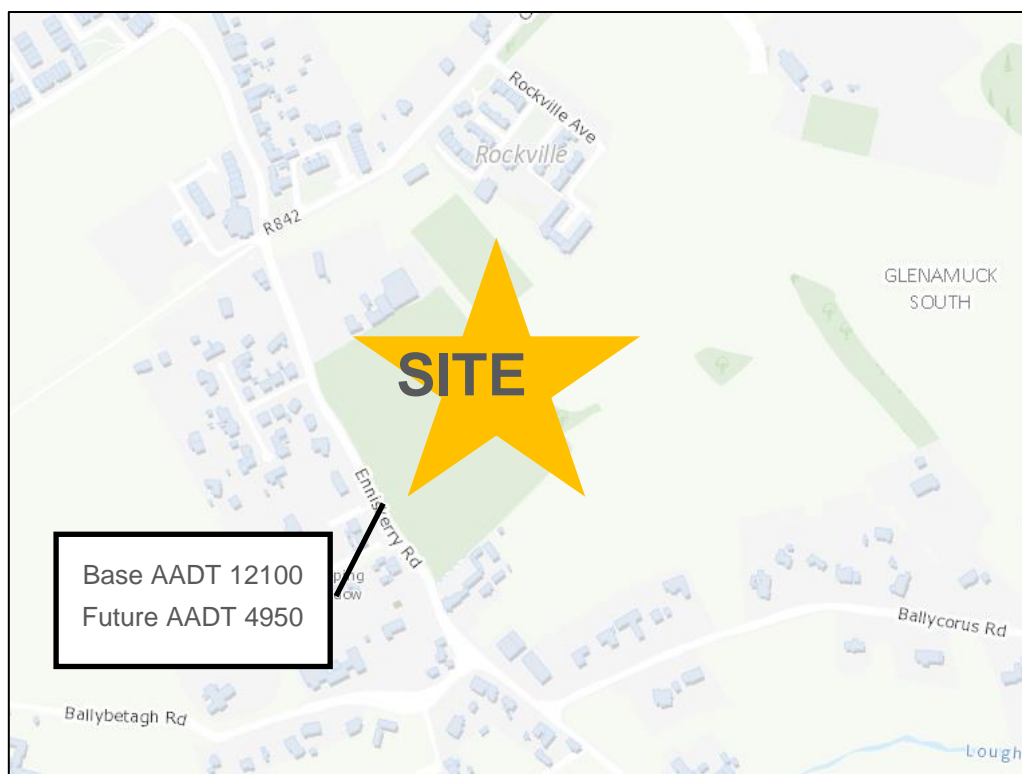 Rockville Ave
Rockville
R842
GLENAMUCK
SOUTH
SITE
Enniskerry Rd
Base AADT 12100
Future AADT 4950
Ballycorus Rd
Ballybetagh Rd
Lough